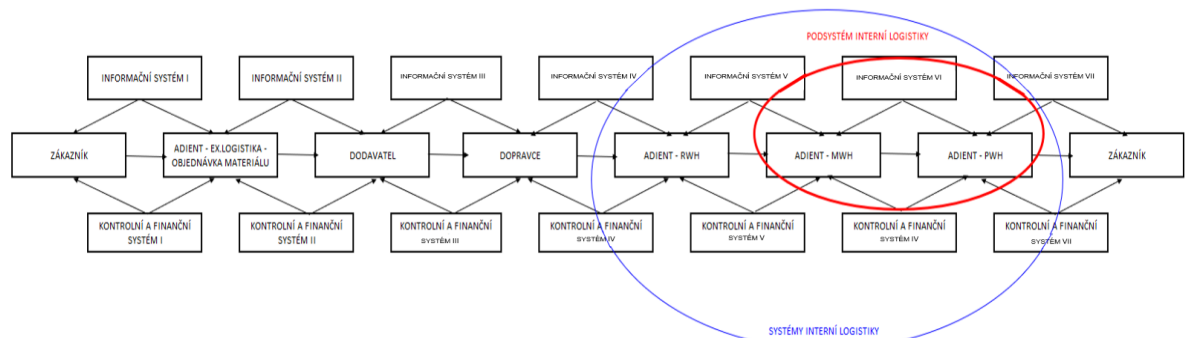 PODSYSTÉM INTERNÍ LOGISTIKY
INFORMAČNÍ SYSTÉM I
INFORMAČNÍ SYSTÉM II
INFORMAČNÍ SYSTÉM III
INFORMAČNÍ SYSTÉM IV
INFORMAČNÍ SYSTÉM V
INFORMAČNÍ SYSTÉM VI
INFORMAČNÍ SYSTÉM VII
ZÁKAZNÍK
ADIENT - EX.LOGISTIKA -
OBJEDNÁVKA MATERIÁLU
DODAVATEL
DOPRAVCE
ADIENT - RWH
ADIENT - MWH
ADIENT - PWH
ZÁKAZNÍK
KONTROLNÍ A FINANČNÍ
SYSTÉM I
KONTROLNÍ A FINANČNÍ
SYSTÉM II
KONTROLNÍ A FINANČNÍ
SYSTÉM III
KONTROLNÍ A FINANČNÍ
SYSTÉM IV
KONTROLNÍ A FINANČNÍ
SYSTÉM V
KONTROLNÍ A FINANČNÍ
SYSTÉM IV
KONTROLNÍ A FINANČNÍ
SYSTÉM VII
SYSTÉMY INTERNÍ LOGISTIKY